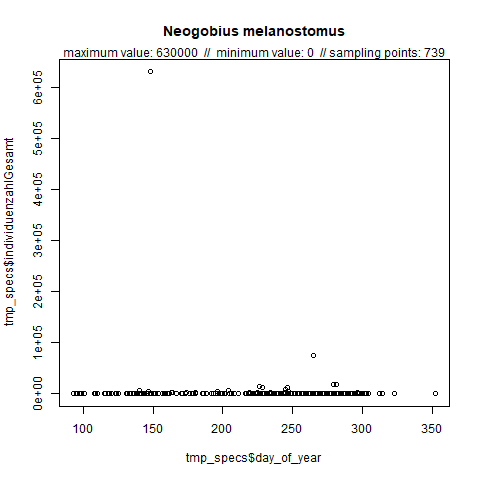 Neogobius melanostomus
maximum value: 630000 // minimum value: 0 // sampling points: 739
tmp_specs$individuenzahlGesamt
6e+05
5e+05
4e+05
3e+05
2e+05
1e+05
0e+00
100 150 200 250 300 350
tmp_specs$day_of_year